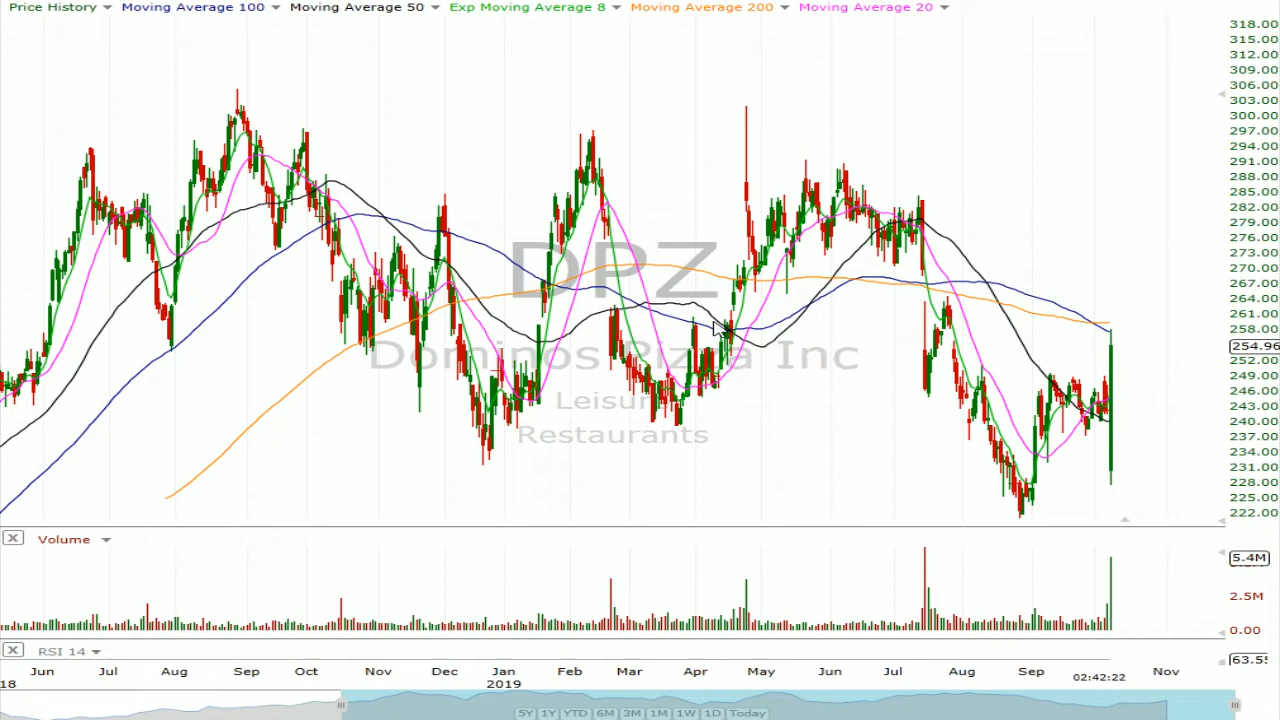 Price History Moving Average 100 Moving Average 50 Exp Moving Average 8 Moving Average 200 Moving Average 20
318.00
315.00
312.00
309.00
306.00
303.00
300.00
297.00
294.00
291.00
288.00
285.00
282.00
279.00
276.00
273.00
270.00
267.00
264.00
261.00
258.00
254.96
252.00
249.00
246.00
243.00
240.00
237.00
234.00
231.00
228.00
225.00
222.00
DPZ
Dominos Pizza Inc
Leisure
Restaurants
X Volume
5.4M
2.5M
0.00
X RSI 14
63.55
Jun Jul Aug Sep Oct Nov Dec Jan Feb Mar Apr May Jun Jul Aug Sep Nov
18 2019 02:42:22
5Y 1Y YTD 6M 3M 1M 1W 1D Today